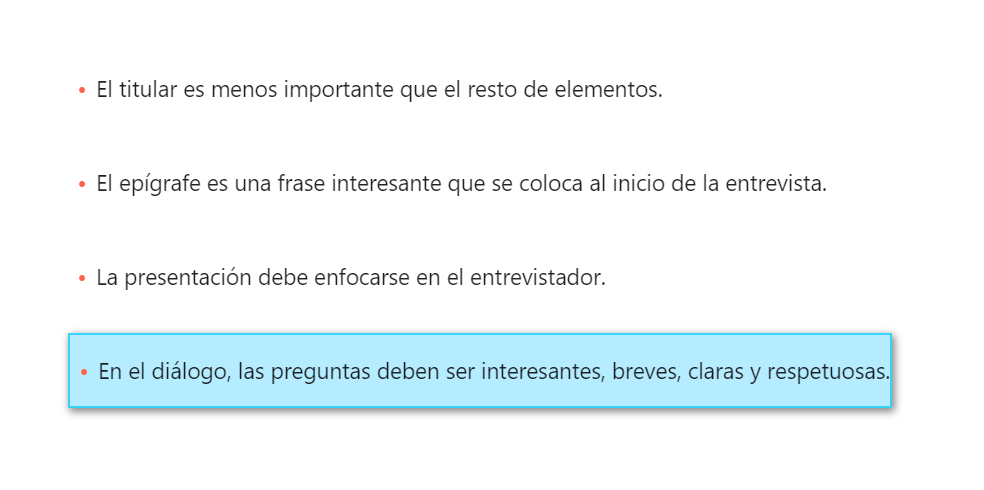 • El titular es menos importante que el resto de elementos.
• El epígrafe es una frase interesante que se coloca al inicio de la entrevista.
• La presentación debe enfocarse en el entrevistador.
• En el diálogo, las preguntas deben ser interesantes, breves, claras y respetuosas.